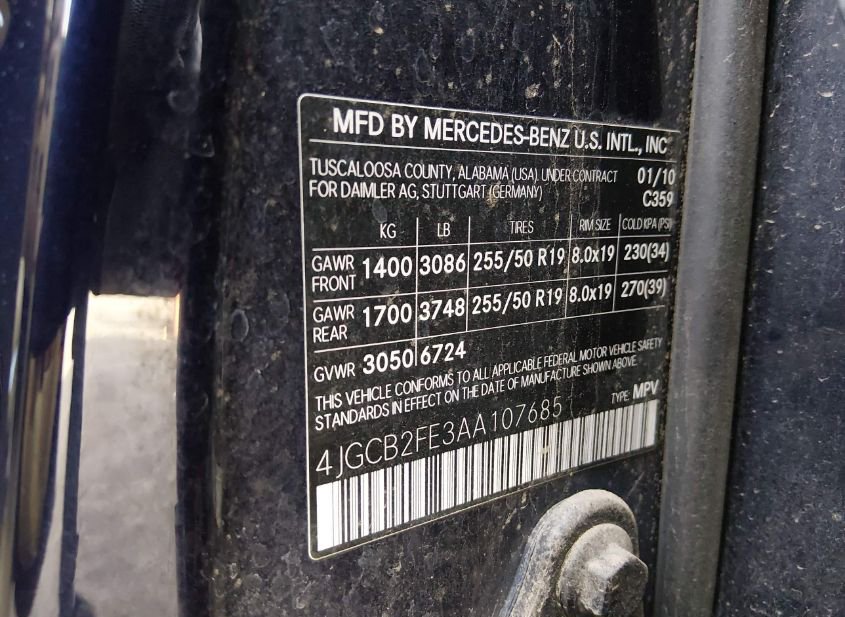 MFD BY MERCEDES-BENZ U.S. INTL., INC
TUSCALOOSA COUNTY, ALABAMA (USA). UNDER CONTRACT 01/10
FOR DAIMLER AG, STUTTGART (GERMANY) C359
KG LB TIRES RIM SIZE COLD KPA (PSI)
GAWR FRONT 1400 3086 255/50 R19 8.0x19 230(34)
GAWR REAR 1700 3748 255/50 R19 8.0x19 270(39)
GVWR 3050 6724
THIS VEHICLE CONFORMS TO ALL APPLICABLE FEDERAL MOTOR VEHICLE SAFETY
STANDARDS IN EFFECT ON THE DATE OF MANUFACTURE SHOWN ABOVE.
4JGCB2FE3AA107685 TYPE: MPV